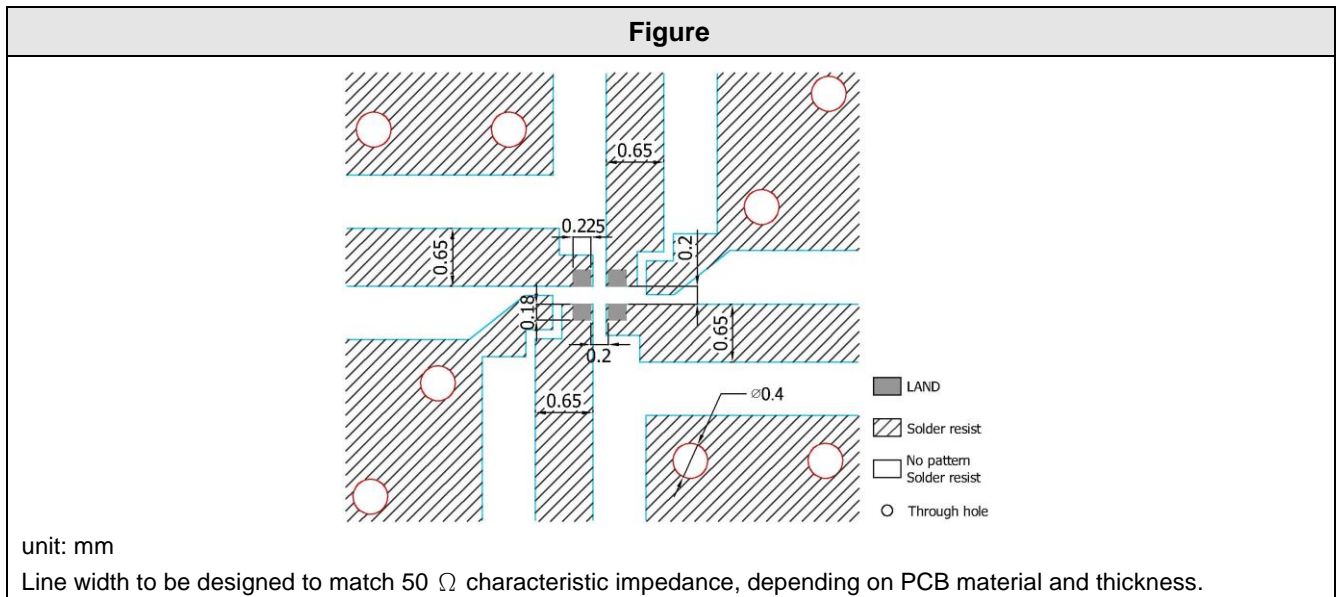 Figure
0.65
0.225
0.65
0.2
0.18
0.65
0.2
0.65
⌀0.4
LAND
Solder resist
No pattern
Solder resist
Through hole
unit: mm
Line width to be designed to match 50 Ω characteristic impedance, depending on PCB material and thickness.